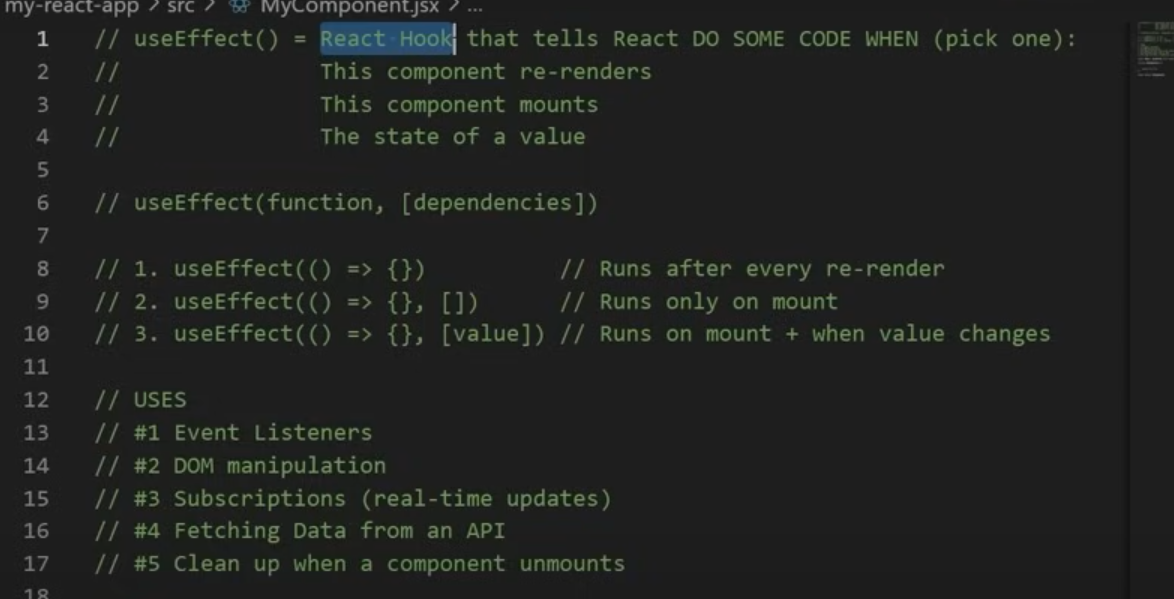 my-react-app > src > MyComponent.jsx > ...
1 // useEffect() = React Hook that tells React DO SOME CODE WHEN (pick one):
2 // This component re-renders
3 // This component mounts
4 // The state of a value
5
6 // useEffect(function, [dependencies])
7
8 // 1. useEffect(() => {}) // Runs after every re-render
9 // 2. useEffect(() => {}, []) // Runs only on mount
10 // 3. useEffect(() => {}, [value]) // Runs on mount + when value changes
11
12 // USES
13 // #1 Event Listeners
14 // #2 DOM manipulation
15 // #3 Subscriptions (real-time updates)
16 // #4 Fetching Data from an API
17 // #5 Clean up when a component unmounts
18